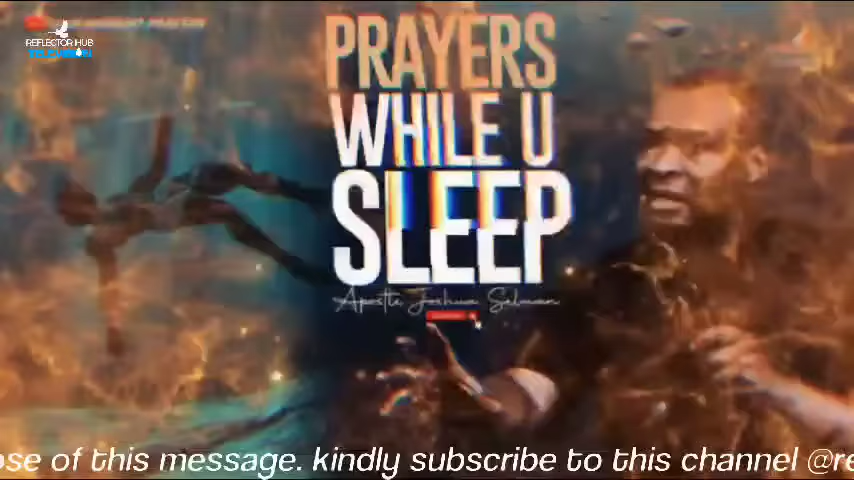 REFLECTOR HUB
PRAYERS
WHILE U
SLEEP
Apostle Joshua Selman
ose of this message. kindly subscribe to this channel @re